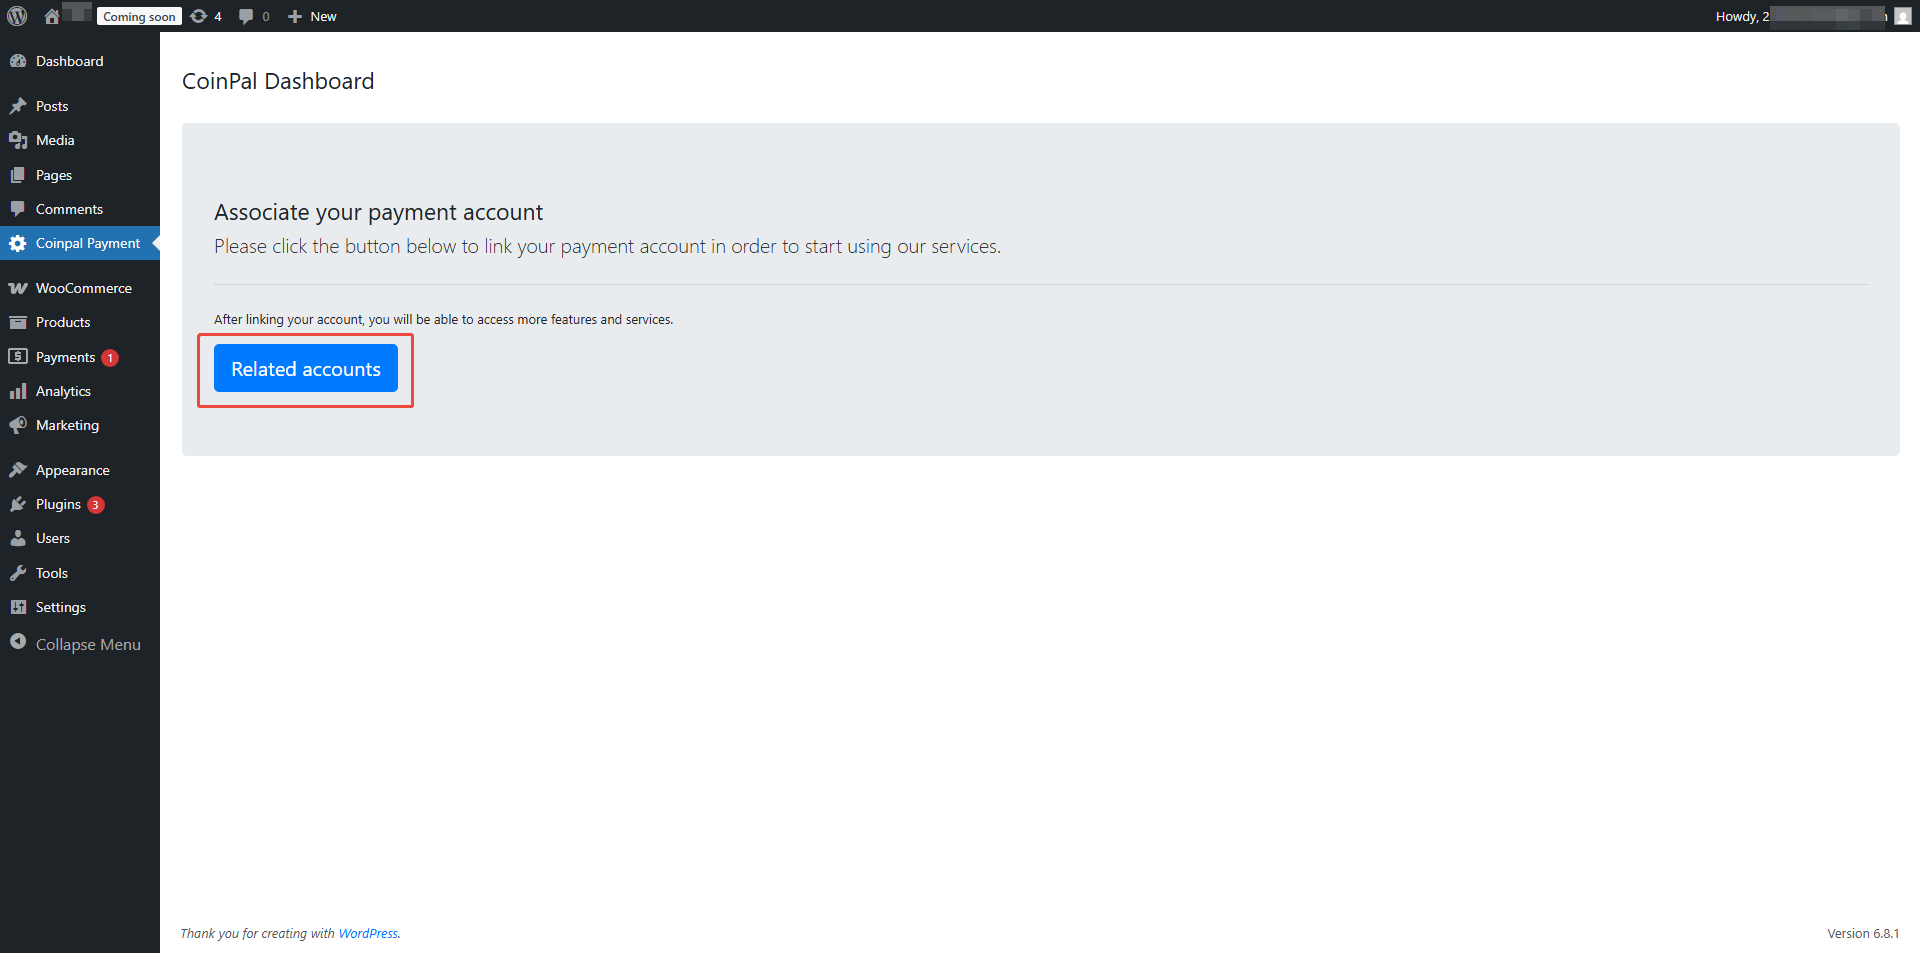 Coming soon
4
0
New
Howdy, 2
Dashboard
Posts
Media
Pages
Comments
Coinpal Payment
WooCommerce
Products
Payments 1
Analytics
Marketing
Appearance
Plugins 3
Users
Tools
Settings
Collapse Menu
CoinPal Dashboard
Associate your payment account
Please click the button below to link your payment account in order to start using our services.
After linking your account, you will be able to access more features and services.
Related accounts
Thank you for creating with WordPress.
Version 6.8.1